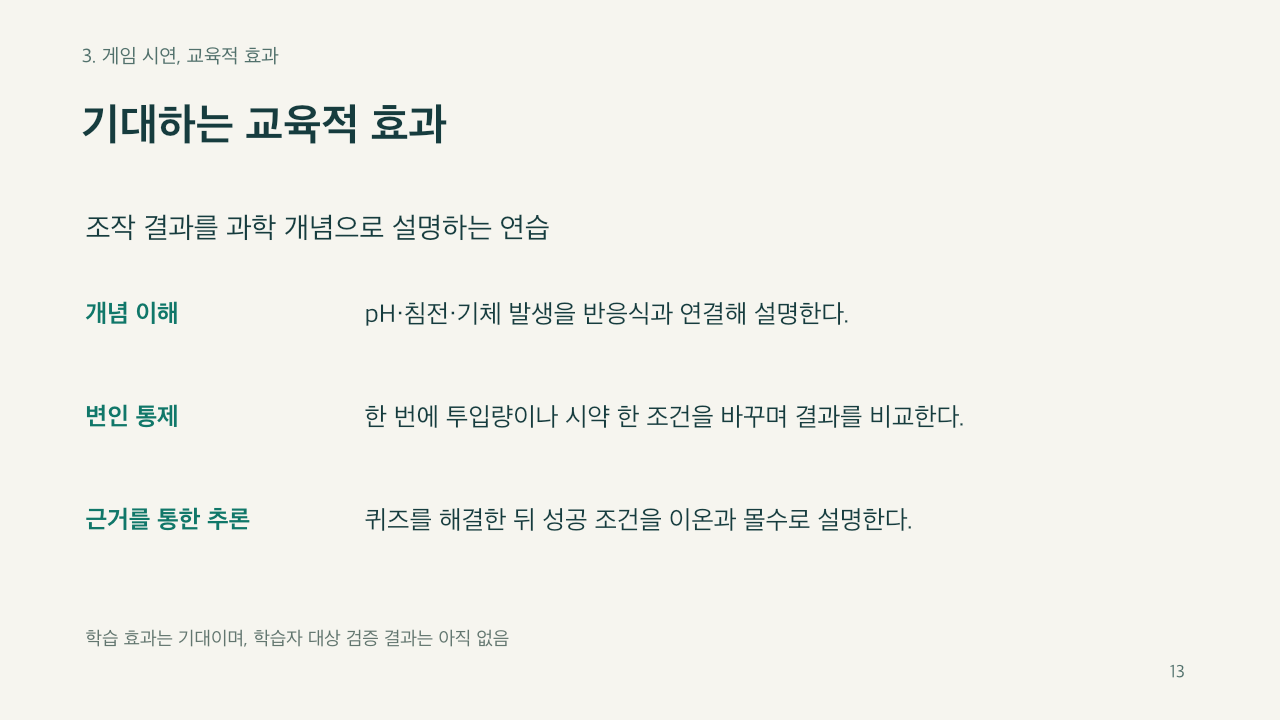 3. 게임 시연, 교육적 효과
기대하는 교육적 효과
조작 결과를 과학 개념으로 설명하는 연습
개념 이해
pH·침전·기체 발생을 반응식과 연결해 설명한다.
변인 통제
한 번에 투입량이나 시약 한 조건을 바꾸며 결과를 비교한다.
근거를 통한 추론
퀴즈를 해결한 뒤 성공 조건을 이온과 몰수로 설명한다.
학습 효과는 기대이며, 학습자 대상 검증 결과는 아직 없음
13